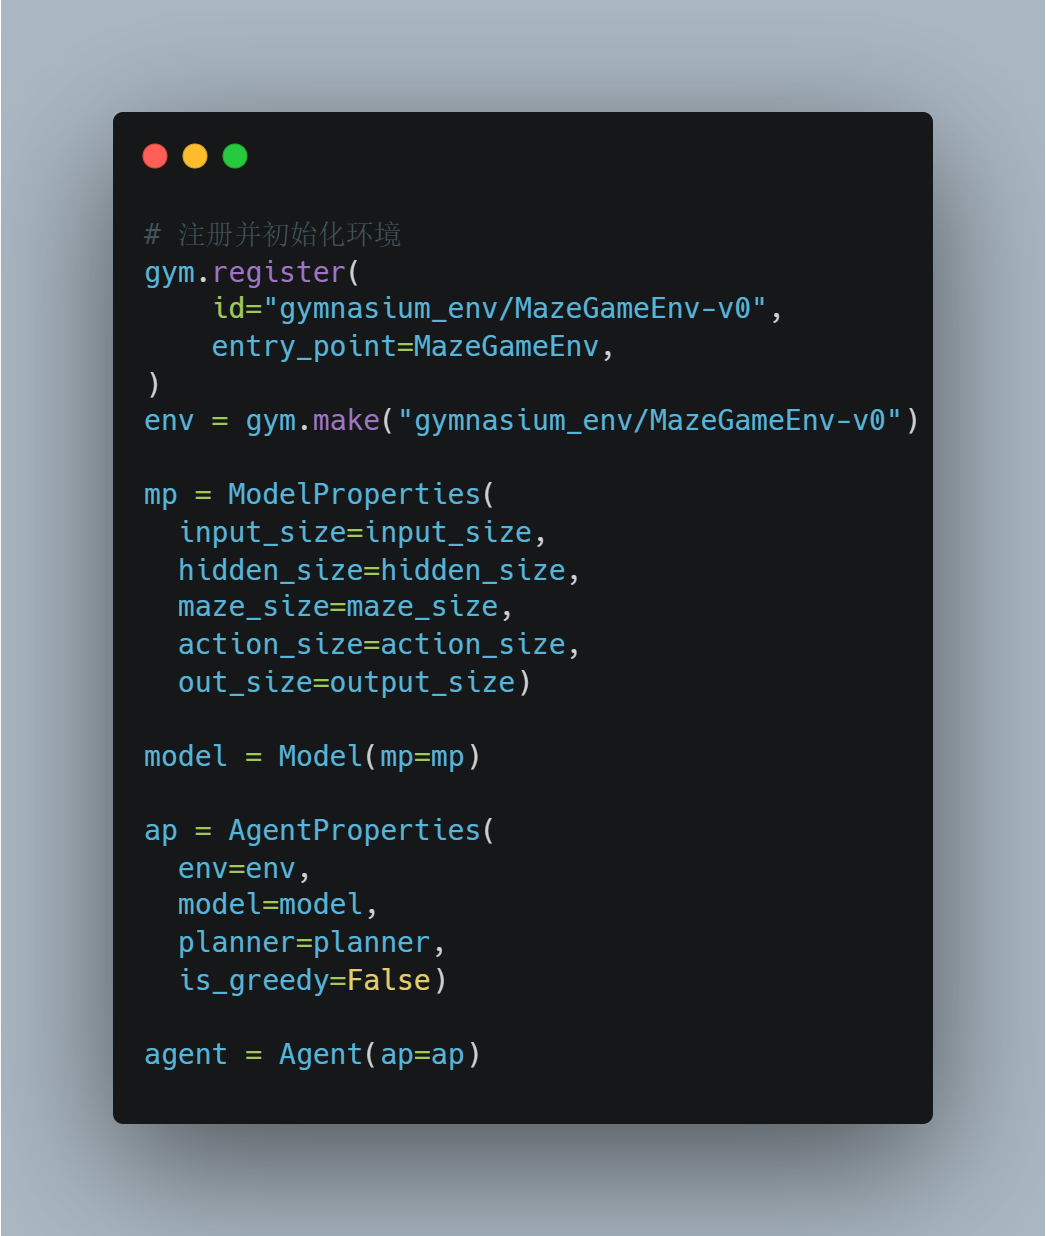 # 注册并初始化环境
gym.register(
    id="gymnasium_env/MazeGameEnv-v0",
    entry_point=MazeGameEnv,
)
env = gym.make("gymnasium_env/MazeGameEnv-v0")

mp = ModelProperties(
  input_size=input_size,
  hidden_size=hidden_size,
  maze_size=maze_size,
  action_size=action_size,
  out_size=output_size)

model = Model(mp=mp)

ap = AgentProperties(
  env=env,
  model=model,
  planner=planner,
  is_greedy=False)

agent = Agent(ap=ap)